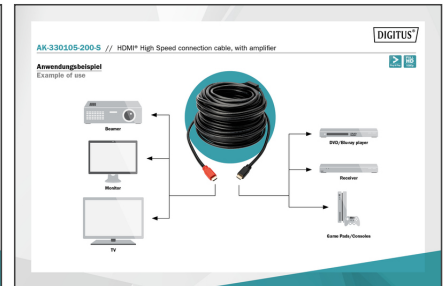 DIGITUS®
AK-330105-200-S // HDMI® High Speed connection cable, with amplifier
Anwendungsbeispiel
Example of use
HD
Beamer
Monitor
TV
DVD/Blu-ray player
Receiver
Game Pads/Consoles